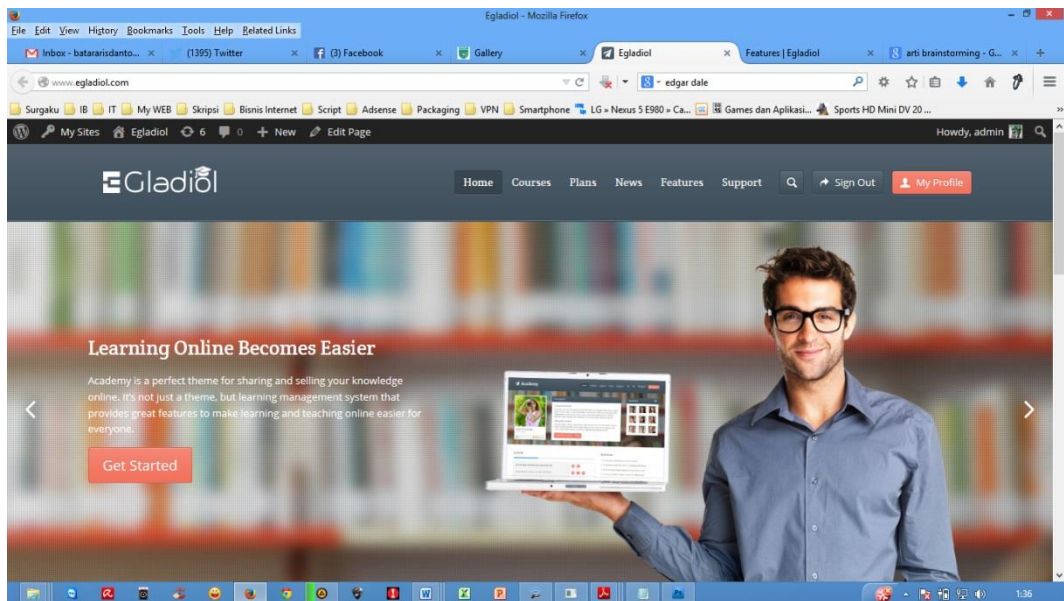 Egladiol - Mozilla Firefox
File Edit View History Bookmarks Tools Help Related Links
Inbox - batararisdanto... (1395) Twitter (3) Facebook Gallery Egladiol Features | Egladiol arti brainstorming - G...
www.egladiol.com edgar dale
Surgaku IB IT My WEB Skripsi Bisnis Internet Script Adsense Packaging VPN Smartphone LG » Nexus 5 E980 » Ca... Games dan Aplikasi... Sports HD Mini DV 20 ...
My Sites Egladiol 6 0 + New Edit Page Howdy, admin
EGladiol Home Courses Plans News Features Support Sign Out My Profile
Learning Online Becomes Easier
Academy is a perfect theme for sharing and selling your knowledge
online. It's not just a theme, but learning management system that
provides great features to make learning and teaching online easier for
everyone.
Get Started
Academy
1:36